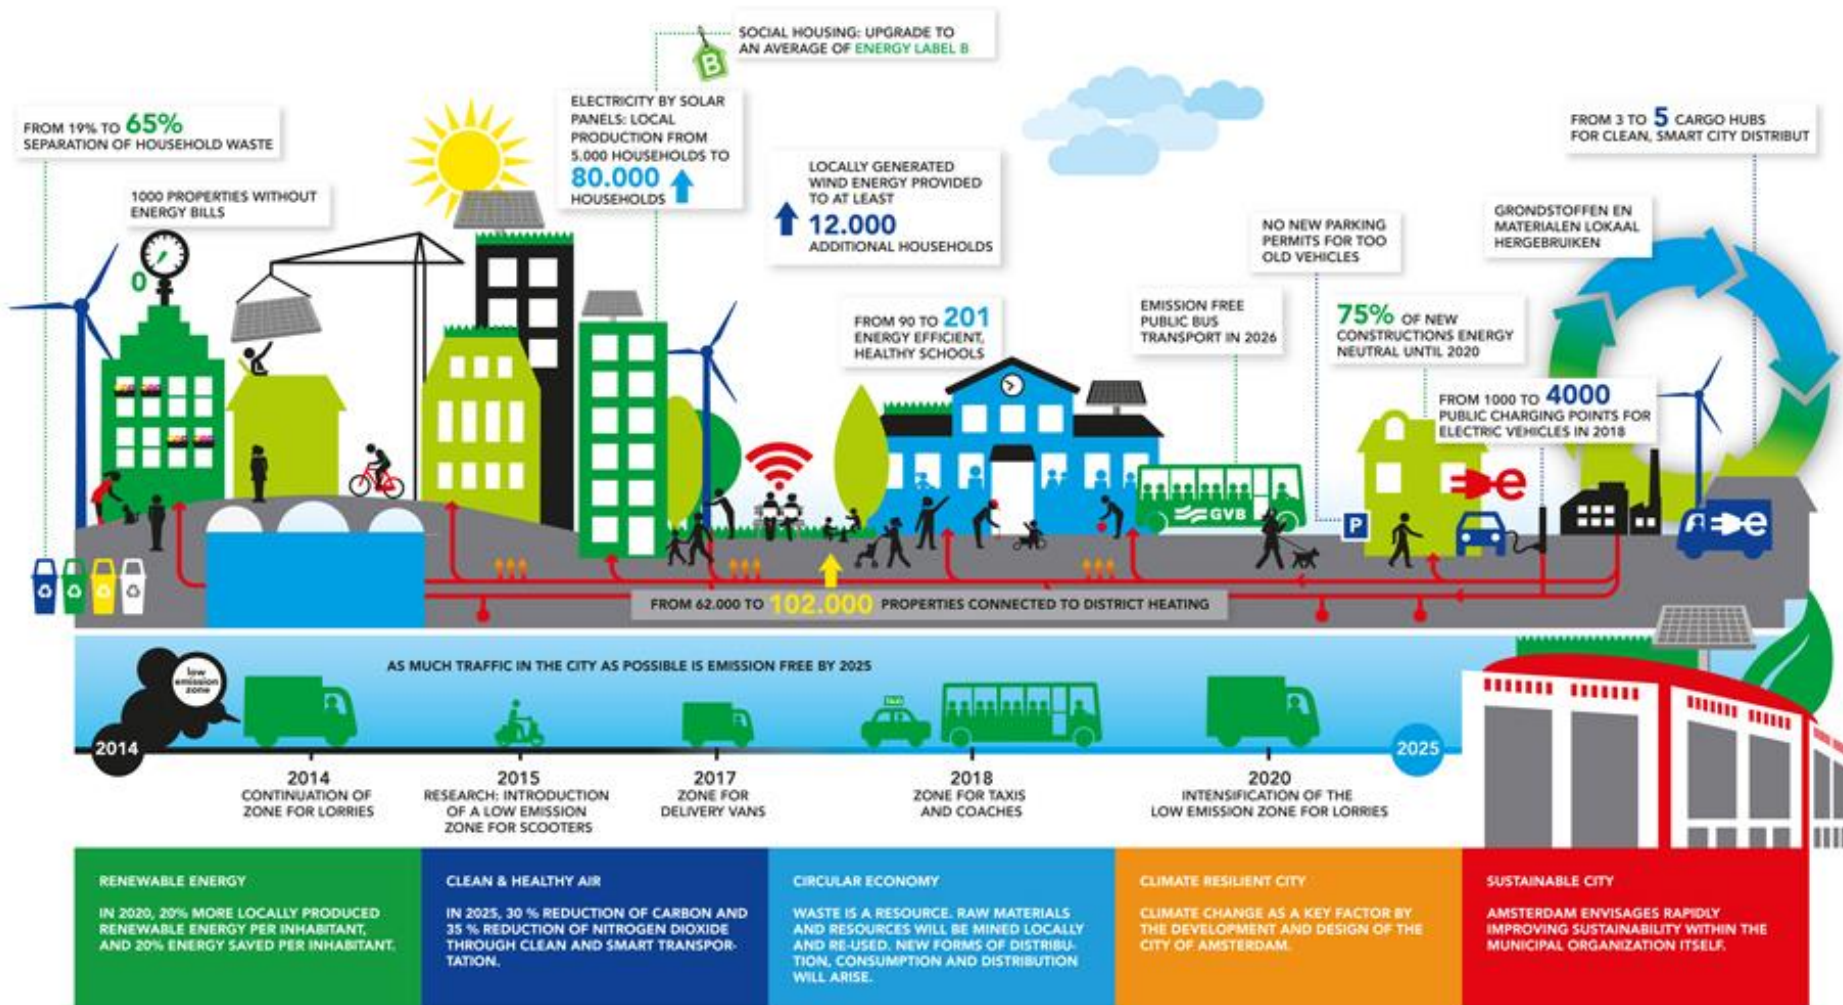 SOCIAL HOUSING: UPGRADE TO
AN AVERAGE OF ENERGY LABEL B
B
FROM 19% TO 65%
SEPARATION OF HOUSEHOLD WASTE
1000 PROPERTIES WITHOUT
ENERGY BILLS
0
ELECTRICITY BY SOLAR
PANELS: LOCAL
PRODUCTION FROM
5.000 HOUSEHOLDS TO
80.000
HOUSEHOLDS
LOCALLY GENERATED
WIND ENERGY PROVIDED
TO AT LEAST
12.000
ADDITIONAL HOUSEHOLDS
FROM 90 TO 201
ENERGY EFFICIENT,
HEALTHY SCHOOLS
EMISSION FREE
PUBLIC BUS
TRANSPORT IN 2026
NO NEW PARKING
PERMITS FOR TOO
OLD VEHICLES
75% OF NEW
CONSTRUCTIONS ENERGY
NEUTRAL UNTIL 2020
FROM 1000 TO 4000
PUBLIC CHARGING POINTS FOR
ELECTRIC VEHICLES IN 2018
FROM 3 TO 5 CARGO HUBS
FOR CLEAN, SMART CITY DISTRIBUT
GRONDSTOFFEN EN
MATERIALEN LOKAAL
HERGEBRUIKEN
GVB
P
e
e
FROM 62.000 TO 102.000 PROPERTIES CONNECTED TO DISTRICT HEATING
AS MUCH TRAFFIC IN THE CITY AS POSSIBLE IS EMISSION FREE BY 2025
low
emission
zone
TAXI
2014
2025
2014
CONTINUATION OF
ZONE FOR LORRIES
2015
RESEARCH: INTRODUCTION
OF A LOW EMISSION
ZONE FOR SCOOTERS
2017
ZONE FOR
DELIVERY VANS
2018
ZONE FOR TAXIS
AND COACHES
2020
INTENSIFICATION OF THE
LOW EMISSION ZONE FOR LORRIES
RENEWABLE ENERGY
IN 2020, 20% MORE LOCALLY PRODUCED
RENEWABLE ENERGY PER INHABITANT,
AND 20% ENERGY SAVED PER INHABITANT.
CLEAN & HEALTHY AIR
IN 2025, 30 % REDUCTION OF CARBON AND
35 % REDUCTION OF NITROGEN DIOXIDE
THROUGH CLEAN AND SMART TRANSPOR-
TATION.
CIRCULAR ECONOMY
WASTE IS A RESOURCE. RAW MATERIALS
AND RESOURCES WILL BE MINED LOCALLY
AND RE-USED. NEW FORMS OF DISTRIBU-
TION, CONSUMPTION AND DISTRIBUTION
WILL ARISE.
CLIMATE RESILIENT CITY
CLIMATE CHANGE AS A KEY FACTOR BY
THE DEVELOPMENT AND DESIGN OF THE
CITY OF AMSTERDAM.
SUSTAINABLE CITY
AMSTERDAM ENVISAGES RAPIDLY
IMPROVING SUSTAINABILITY WITHIN THE
MUNICIPAL ORGANIZATION ITSELF.